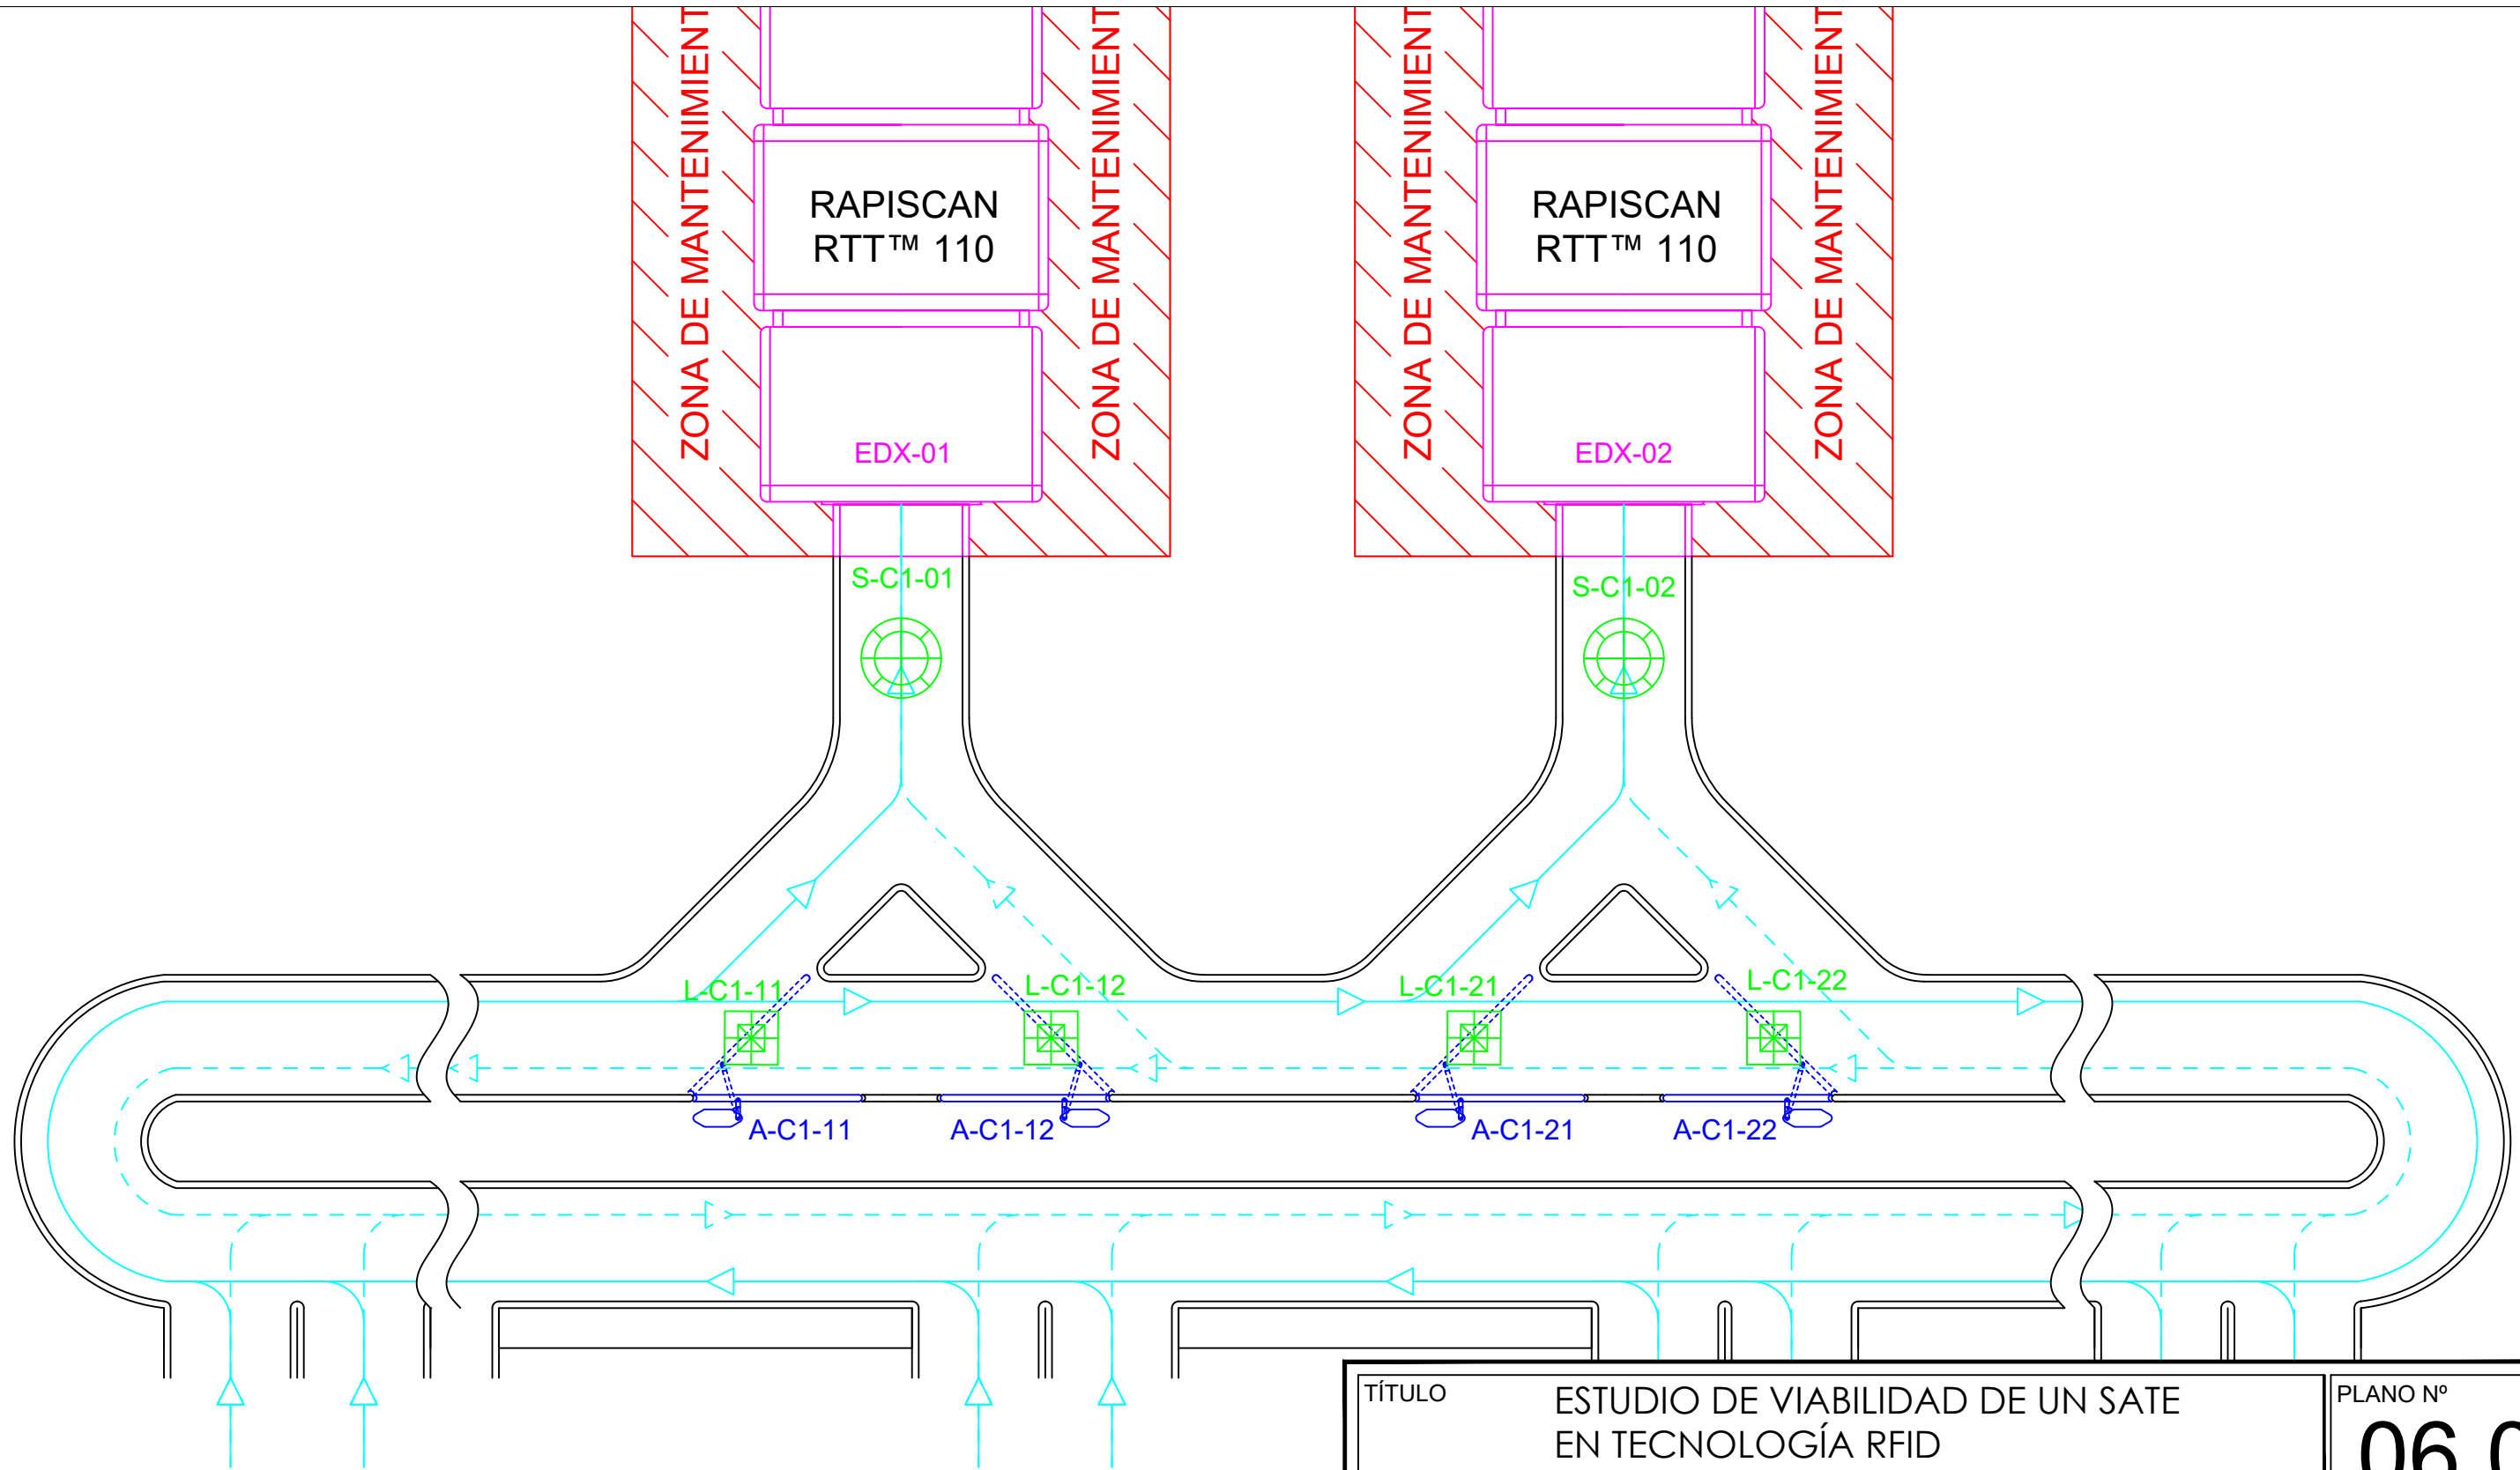 ZONA DE MANTENIMIENT
ZONA DE MANTENIMIENT
ZONA DE MANTENIMIENT
ZONA DE MANTENIMIENT
RAPISCAN
RTT™ 110
RAPISCAN
RTT™ 110
EDX-01
EDX-02
S-C1-01
S-C1-02
L-C1-11
L-C1-12
L-C1-21
L-C1-22
A-C1-11
A-C1-12
A-C1-21
A-C1-22
TÍTULO
ESTUDIO DE VIABILIDAD DE UN SATE
EN TECNOLOGÍA RFID
PLANO Nº
06.0